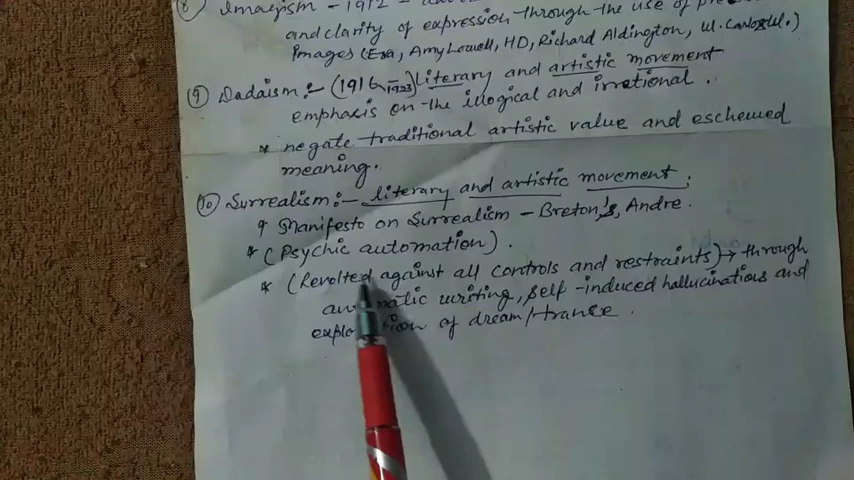 8) Imagism - 1912 -
and clarity of expression through the use of
Images (Ezra, Amy Lowell, HD, Richard Aldington, W. Carlos W.)
9) Dadaism:- (1916-1923) literary and artistic movement
emphasis on the illogical and irrational.
* negate traditional artistic value and eschewed
meaning.
10) Surrealism:- literary and artistic movement;
* Manifesto on Surrealism - Breton's, Andre.
* (Psychic automation).
* (Revolted against all controls and restraints) → through
writing, self-induced hallucinations and
of dream/trance.